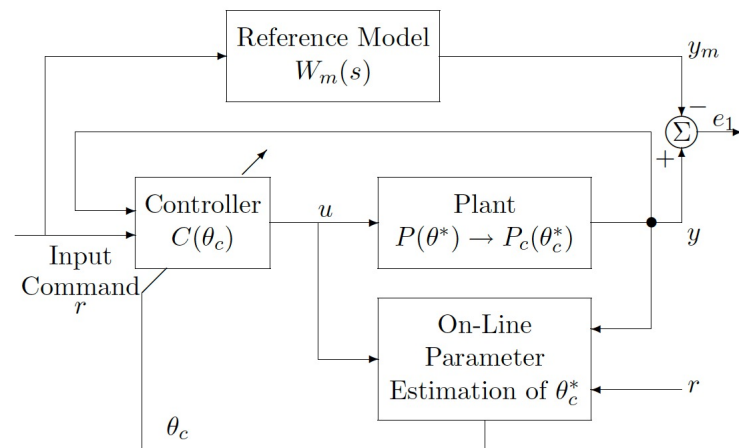 Reference Model
W_m(s)
y_m
−
Σ
e_1
+
Controller
C(θ_c)
u
Plant
P(θ*) → P_c(θ_c*)
y
Input
Command
r
On-Line
Parameter
Estimation of θ_c*
r
θ_c